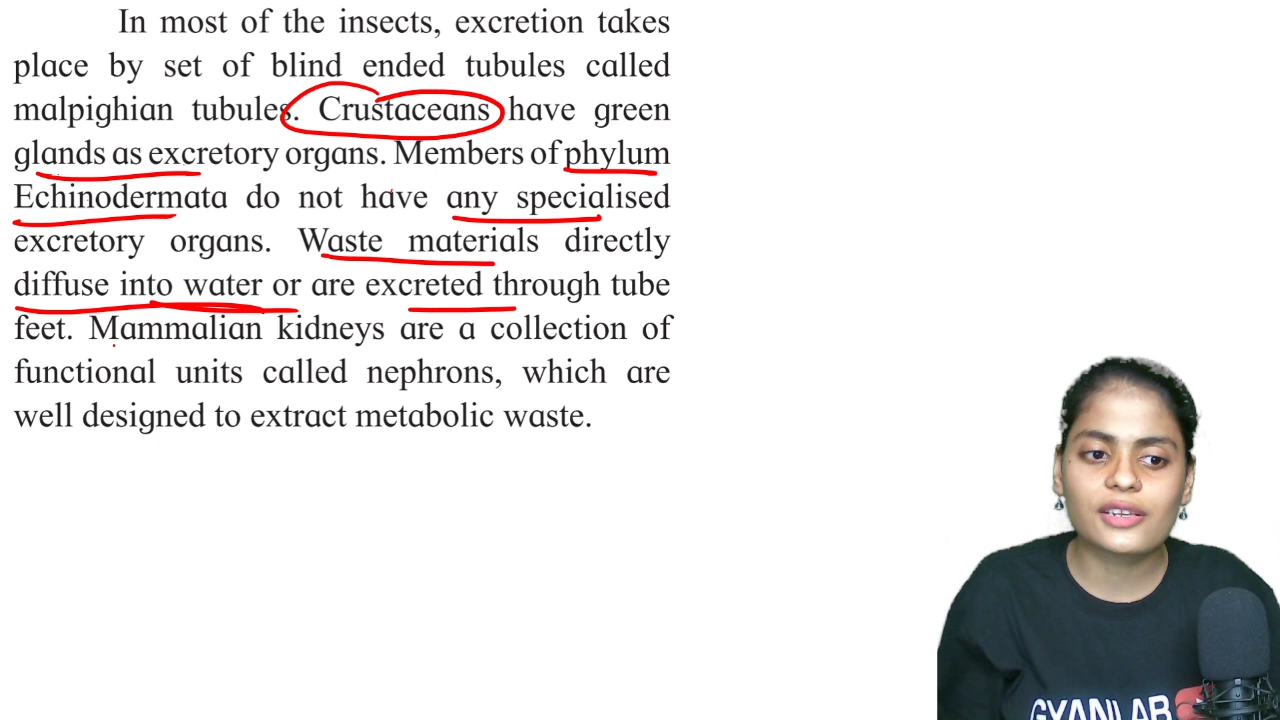 In most of the insects, excretion takes
place by set of blind ended tubules called
malpighian tubules. Crustaceans have green
glands as excretory organs. Members of phylum
Echinodermata do not have any specialised
excretory organs. Waste materials directly
diffuse into water or are excreted through tube
feet. Mammalian kidneys are a collection of
functional units called nephrons, which are
well designed to extract metabolic waste.
GYANLAB